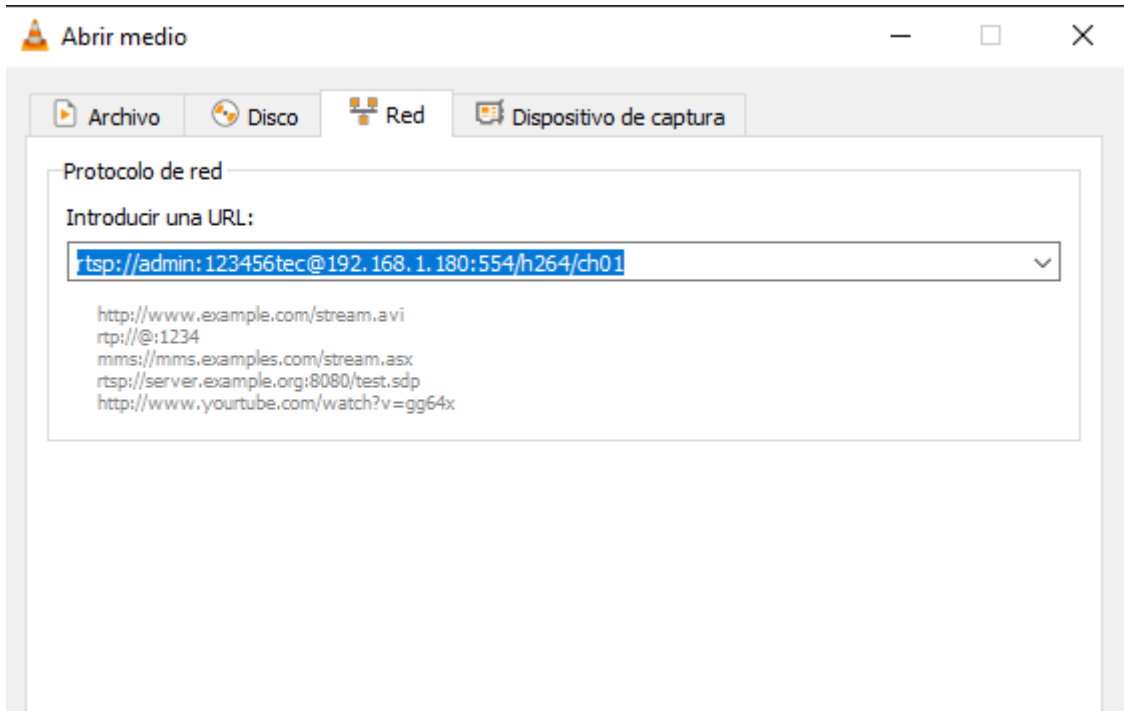 Abrir medio
Archivo
Disco
Red
Dispositivo de captura
Protocolo de red
Introducir una URL:
rtsp://admin:123456tec@192.168.1.180:554/h264/ch01
http://www.example.com/stream.avi
rtp://@:1234
mms://mms.examples.com/stream.asx
rtsp://server.example.org:8080/test.sdp
http://www.yourtube.com/watch?v=gg64x